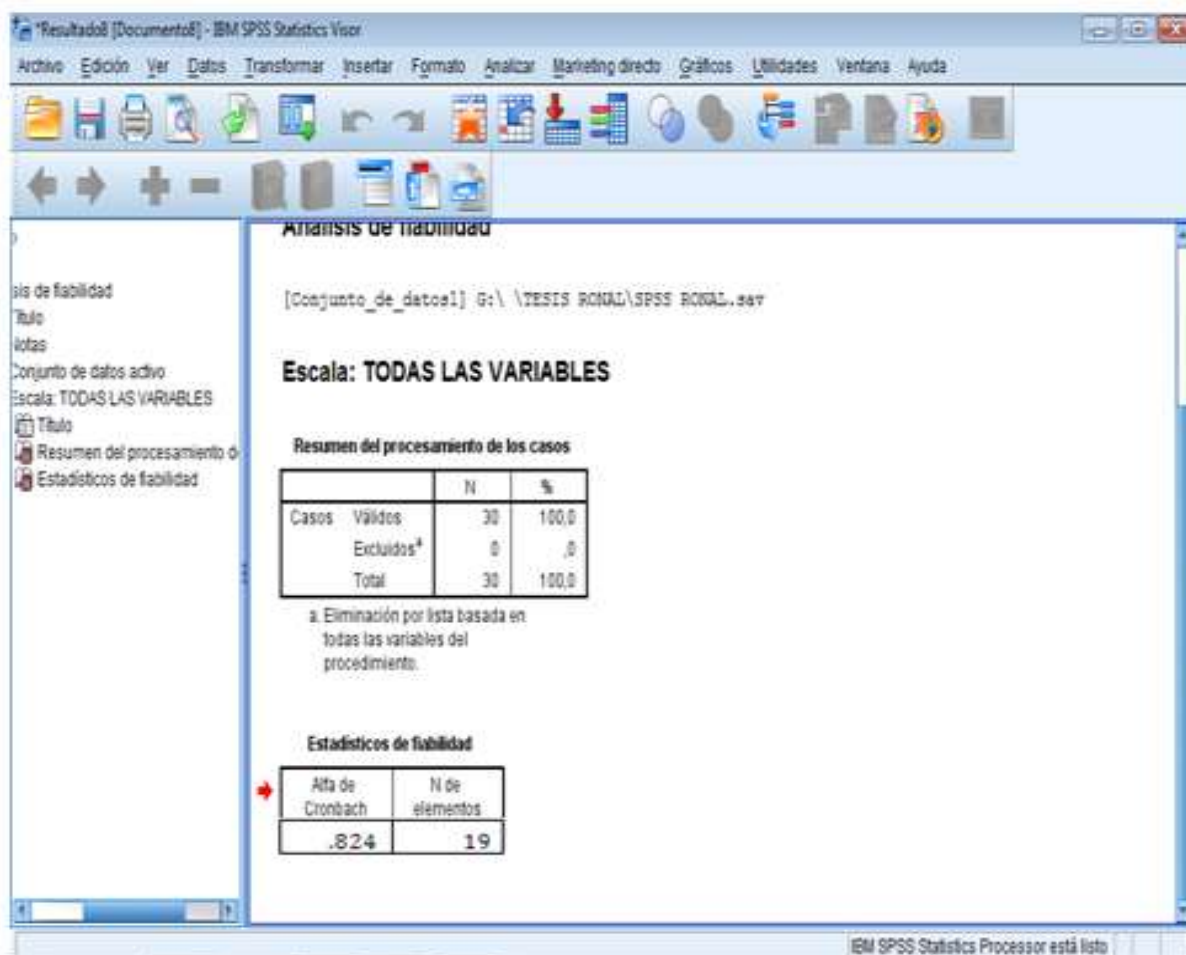 *Resultado8 [Documento8] - IBM SPSS Statistics Visor
Archivo Edición Ver Datos Transformar Insertar Formato Analizar Marketing directo Gráficos Utilidades Ventana Ayuda
sis de fiabilidad
Título
Notas
Conjunto de datos activo
Escala: TODAS LAS VARIABLES
Título
Resumen del procesamiento d
Estadísticos de fiabilidad
Análisis de fiabilidad
[Conjunto_de_datos1] G:\ \TESIS RONAL\SPSS RONAL.sav
Escala: TODAS LAS VARIABLES
Resumen del procesamiento de los casos
N %
Casos Válidos 30 100,0
Excluidosª 0 ,0
Total 30 100,0
a. Eliminación por lista basada en
todas las variables del
procedimiento.
Estadísticos de fiabilidad
Alfa de N de
Cronbach elementos
.824 19
IBM SPSS Statistics Processor está listo